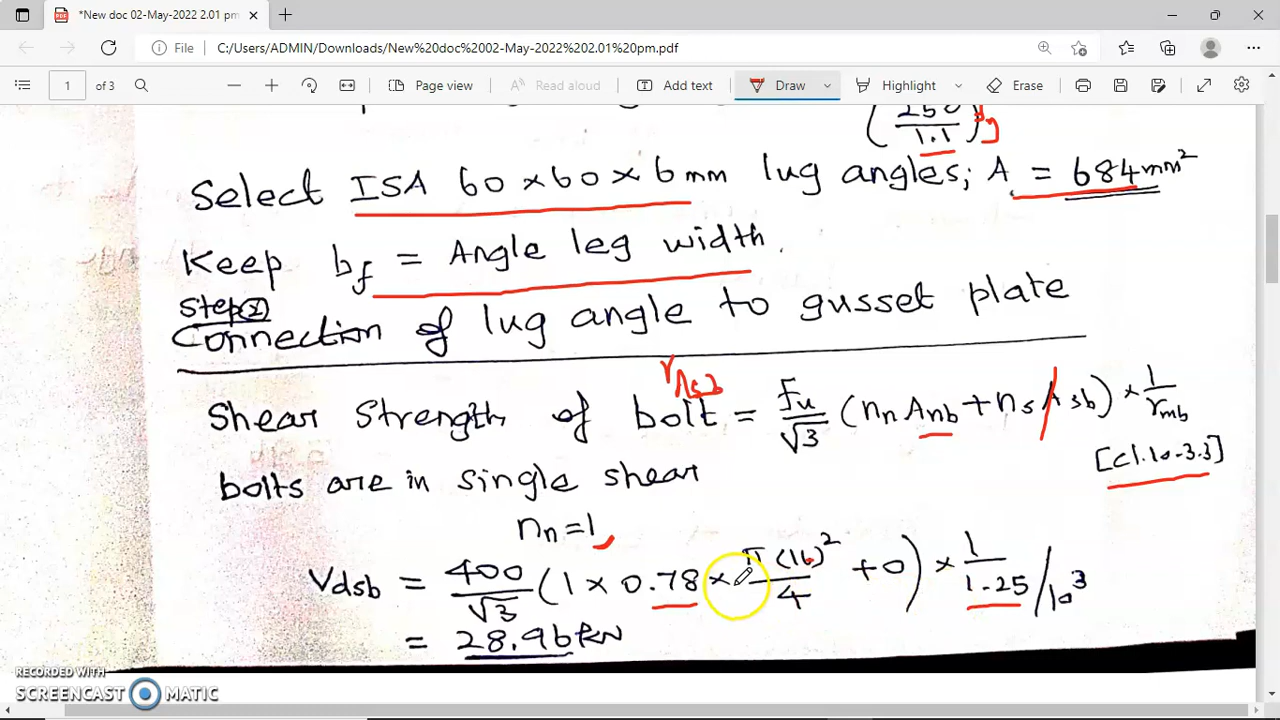 *New doc 02-May-2022 2.01 pm.pd
File C:/Users/ADMIN/Downloads/New%20doc%2002-May-2022%202.01%20pm.pdf
1 of 3 Page view Read aloud Add text Draw Highlight Erase
(250/1.1)
Select ISA 60×60×6mm lug angles; A = 684mm²
Keep bf = Angle leg width.
Step(2)
Connection of lug angle to gusset plate
Vnsb
Shear Strength of bolt = fu/√3 (nn Anb + ns Asb) × 1/rmb
[cl.10.3.3]
bolts are in single shear
nn = 1,
Vdsb = 400/√3 (1 × 0.78 × π(16)²/4 + 0) × 1/1.25 /10³
= 28.96kN
RECORDED WITH
SCREENCAST MATIC